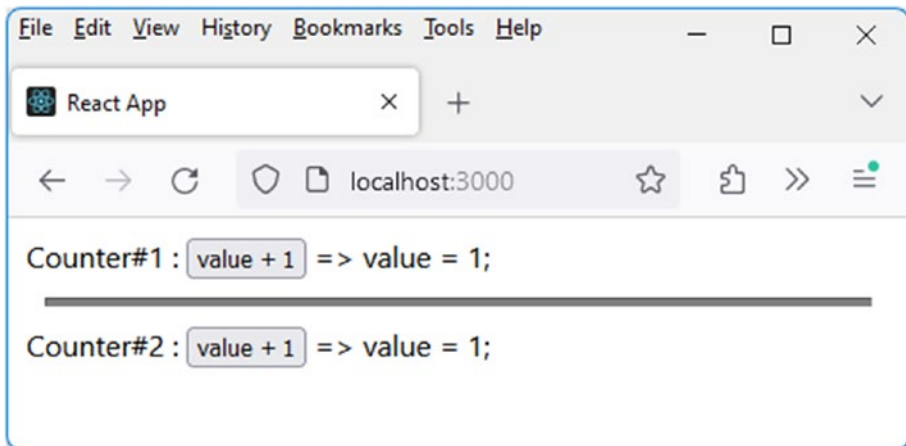 File Edit View History Bookmarks Tools Help
React App
localhost:3000
Counter#1 : value + 1 => value = 1;
Counter#2 : value + 1 => value = 1;